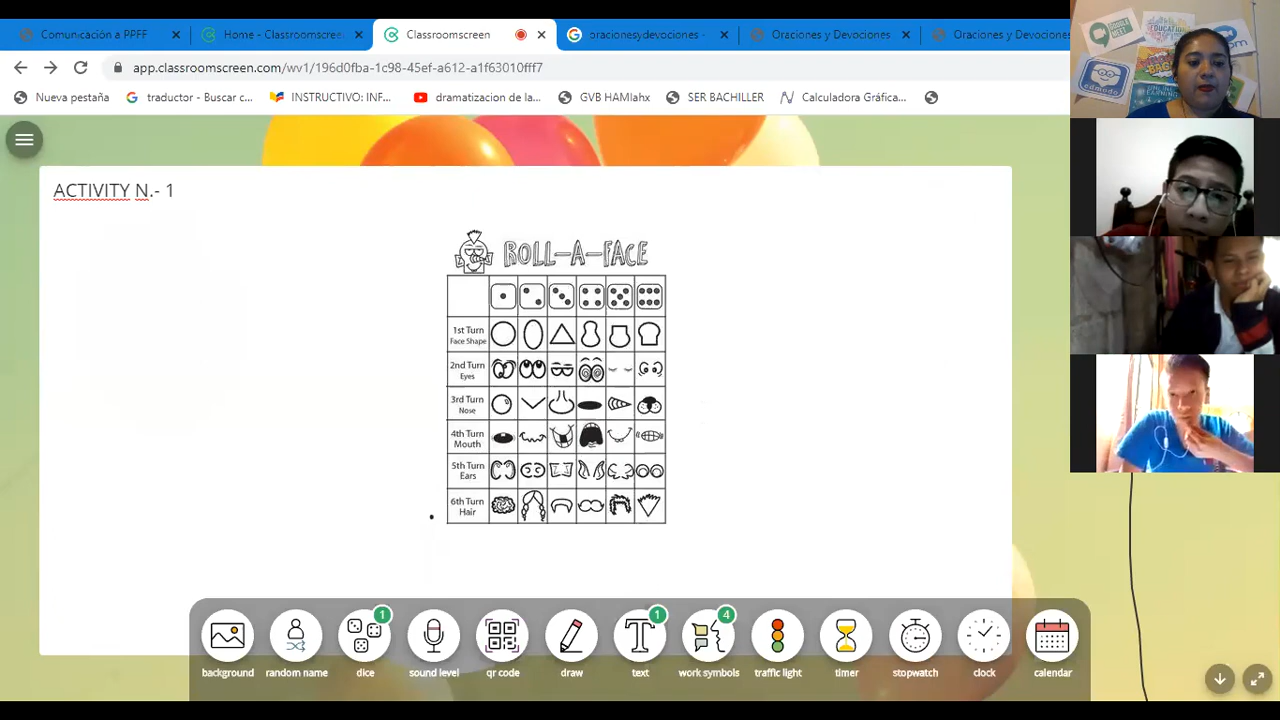 Comunicación a PPFF
Home - Classroomscree
Classroomscreen
oracionesydevociones -
Oraciones y Devociones
Oraciones y Devociones
app.classroomscreen.com/wv1/196d0fba-1c98-45ef-a612-a1f63010fff7
Nueva pestaña
traductor - Buscar c...
INSTRUCTIVO: INF...
dramatizacion de la...
GVB HAMlahx
SER BACHILLER
Calculadora Gráfica...
ACTIVITY N.- 1
ROLL-A-FACE
1st Turn
Face Shape
2nd Turn
Eyes
3rd Turn
Nose
4th Turn
Mouth
5th Turn
Ears
6th Turn
Hair
1
1
4
background
random name
dice
sound level
qr code
draw
text
work symbols
traffic light
timer
stopwatch
clock
calendar
edmodo